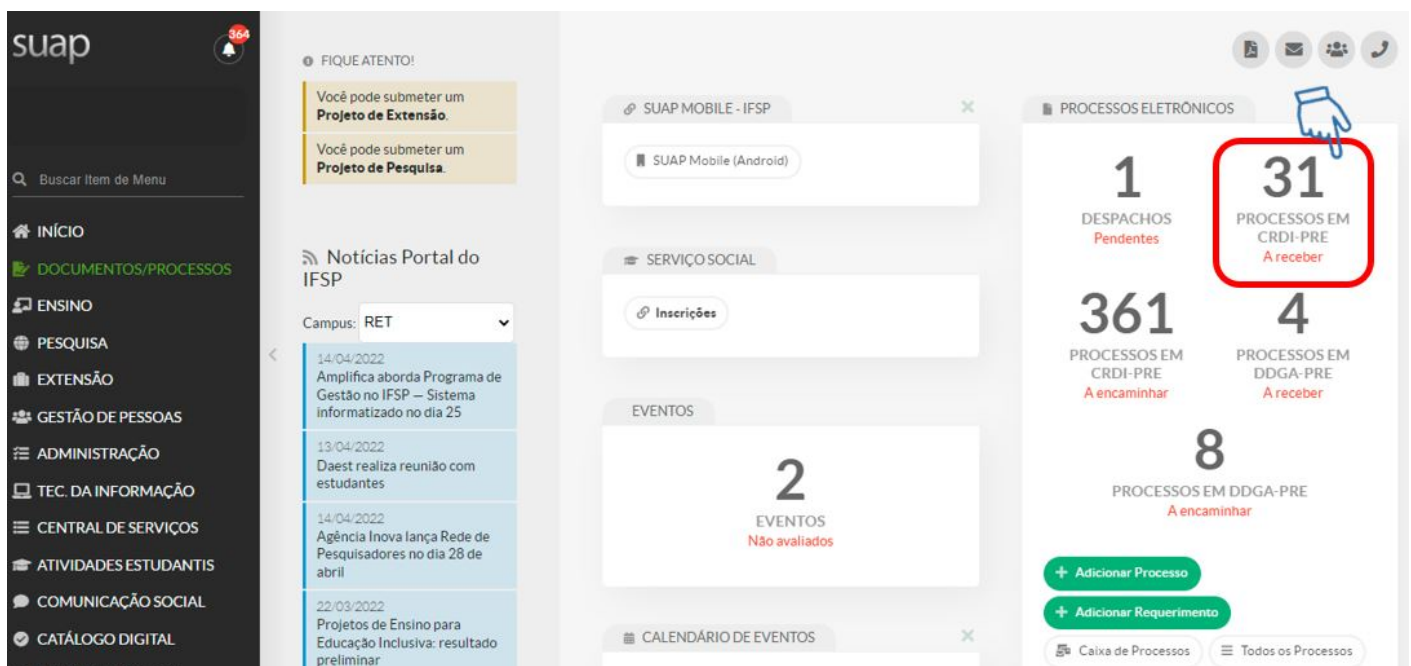 suap
364
Buscar Item de Menu
INÍCIO
DOCUMENTOS/PROCESSOS
ENSINO
PESQUISA
EXTENSÃO
GESTÃO DE PESSOAS
ADMINISTRAÇÃO
TEC. DA INFORMAÇÃO
CENTRAL DE SERVIÇOS
ATIVIDADES ESTUDANTIS
COMUNICAÇÃO SOCIAL
CATÁLOGO DIGITAL
FIQUE ATENTO!
Você pode submeter um
Projeto de Extensão.
Você pode submeter um
Projeto de Pesquisa.
Notícias Portal do
IFSP
Campus: RET
14/04/2022
Amplifica aborda Programa de
Gestão no IFSP — Sistema
informatizado no dia 25
13/04/2022
Daest realiza reunião com
estudantes
14/04/2022
Agência Inova lança Rede de
Pesquisadores no dia 28 de
abril
22/03/2022
Projetos de Ensino para
Educação Inclusiva: resultado
preliminar
SUAP MOBILE - IFSP
SUAP Mobile (Android)
SERVIÇO SOCIAL
Inscrições
EVENTOS
2
EVENTOS
Não avaliados
CALENDÁRIO DE EVENTOS
PROCESSOS ELETRÔNICOS
1
DESPACHOS
Pendentes
31
PROCESSOS EM
CRDI-PRE
A receber
361
PROCESSOS EM
CRDI-PRE
A encaminhar
4
PROCESSOS EM
DDGA-PRE
A receber
8
PROCESSOS EM DDGA-PRE
A encaminhar
+ Adicionar Processo
+ Adicionar Requerimento
Caixa de Processos
Todos os Processos